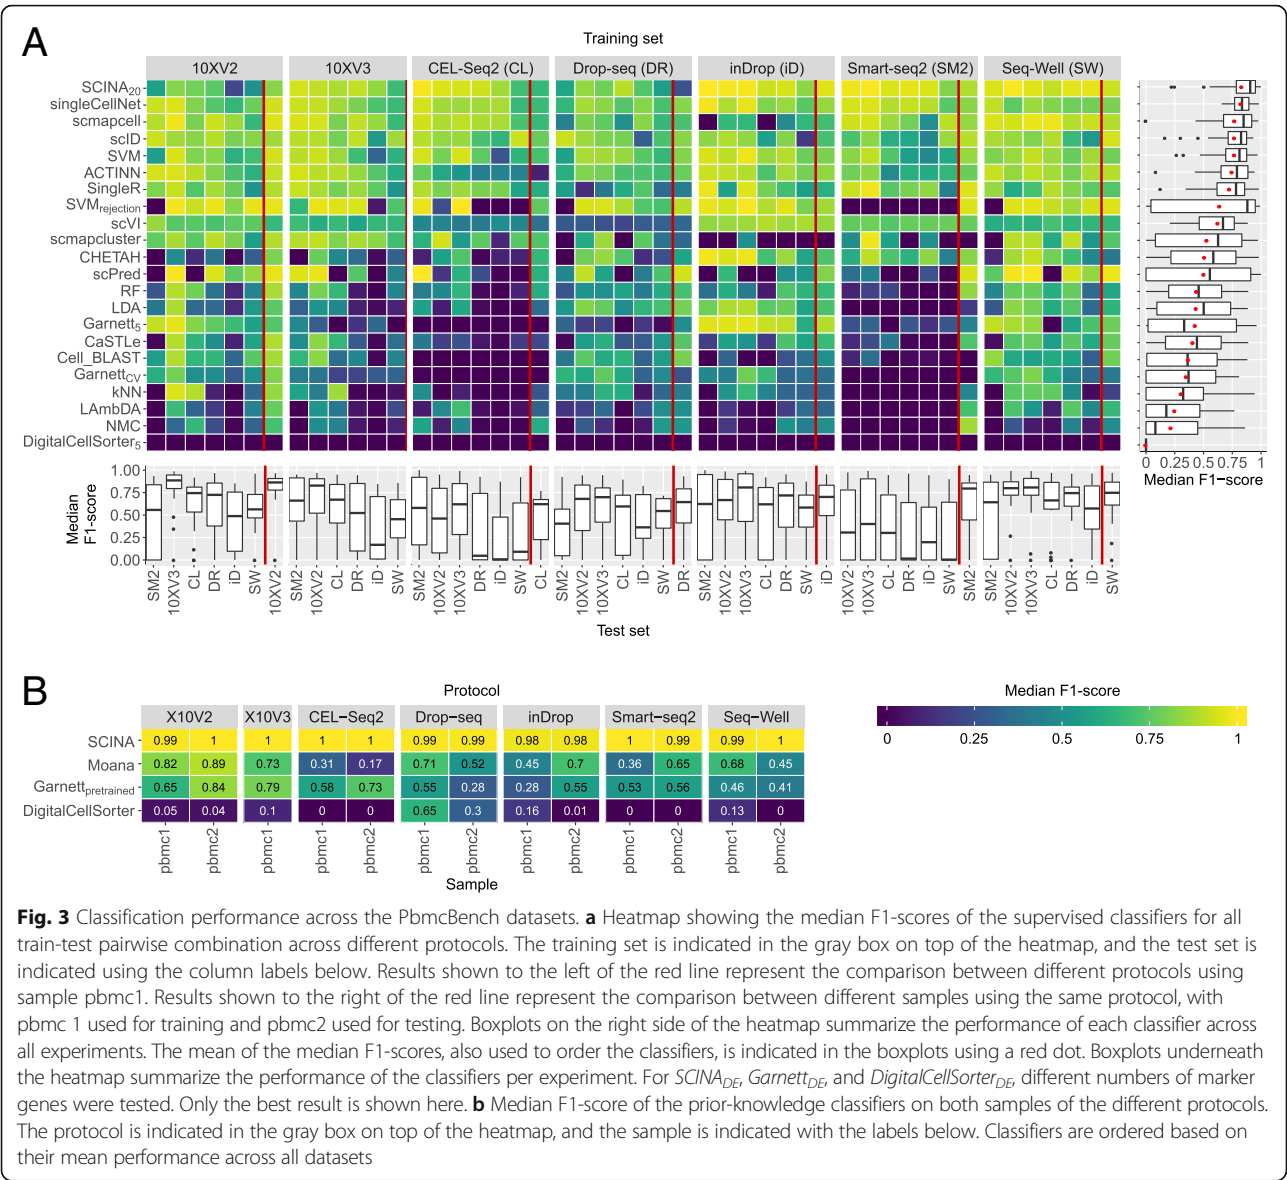 A
Training set
10XV2 10XV3 CEL-Seq2 (CL) Drop-seq (DR) inDrop (iD) Smart-seq2 (SM2) Seq-Well (SW)
SCINA20
singleCellNet
scmapcell
scID
SVM
ACTINN
SingleR
SVMrejection
scVI
scmapcluster
CHETAH
scPred
RF
LDA
Garnett5
CaSTLe
Cell_BLAST
GarnettCV
kNN
LAmbDA
NMC
DigitalCellSorter5
0 0.25 0.5 0.75 1
Median F1−score
Median
F1-score
1.00
0.75
0.50
0.25
0.00
SM2 10XV3 CL DR iD SW 10XV2 SM2 10XV2 CL DR iD SW SM2 10XV2 10XV3 DR iD SW CL SM2 10XV2 10XV3 CL iD SW DR SM2 10XV2 10XV3 CL DR SW iD 10XV2 10XV3 CL DR iD SW SM2 SM2 10XV2 10XV3 CL DR iD SW
Test set
B
Protocol
X10V2 X10V3 CEL−Seq2 Drop−seq inDrop Smart−seq2 Seq−Well
SCINA 0.99 1 1 1 1 0.99 0.99 0.98 0.98 1 0.99 0.99 1
Moana 0.82 0.89 0.73 0.31 0.17 0.71 0.52 0.45 0.7 0.36 0.65 0.68 0.45
Garnettpretrained 0.65 0.84 0.79 0.58 0.73 0.55 0.28 0.28 0.55 0.53 0.56 0.46 0.41
DigitalCellSorter 0.05 0.04 0.1 0 0 0.65 0.3 0.16 0.01 0 0 0.13 0
pbmc1 pbmc2 pbmc1 pbmc1 pbmc2 pbmc1 pbmc2 pbmc1 pbmc2 pbmc1 pbmc2 pbmc1 pbmc2
Sample
Median F1-score
0 0.25 0.5 0.75 1
Fig. 3 Classification performance across the PbmcBench datasets. a Heatmap showing the median F1-scores of the supervised classifiers for all
train-test pairwise combination across different protocols. The training set is indicated in the gray box on top of the heatmap, and the test set is
indicated using the column labels below. Results shown to the left of the red line represent the comparison between different protocols using
sample pbmc1. Results shown to the right of the red line represent the comparison between different samples using the same protocol, with
pbmc 1 used for training and pbmc2 used for testing. Boxplots on the right side of the heatmap summarize the performance of each classifier across
all experiments. The mean of the median F1-scores, also used to order the classifiers, is indicated in the boxplots using a red dot. Boxplots underneath
the heatmap summarize the performance of the classifiers per experiment. For SCINADE, GarnettDE, and DigitalCellSorterDE, different numbers of marker
genes were tested. Only the best result is shown here. b Median F1-score of the prior-knowledge classifiers on both samples of the different protocols.
The protocol is indicated in the gray box on top of the heatmap, and the sample is indicated with the labels below. Classifiers are ordered based on
their mean performance across all datasets